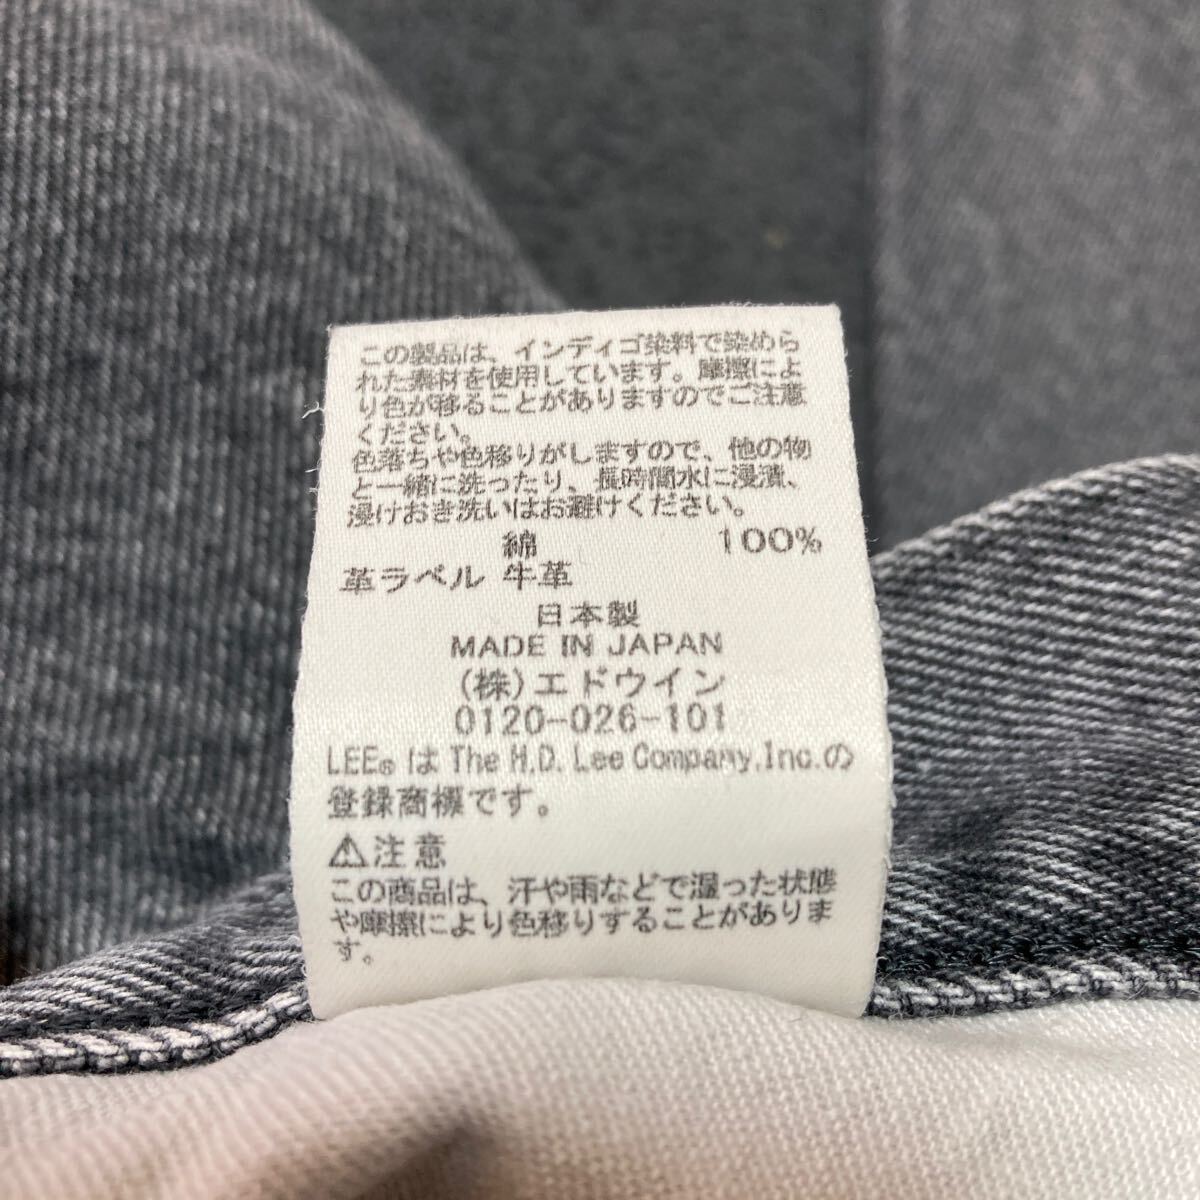 この製品は、インディゴ染料で染めら
れた素材を使用しています。摩擦によ
り色が移ることがありますのでご注意
ください。
色落ちや色移りがしますので、他の物
と一緒に洗ったり、長時間水に浸漬、
浸けおき洗いはお避けください。
綿 100%
革ラベル 牛革
日本製
MADE IN JAPAN
(株)エドウイン
0120-026-101
LEE®は The H.D. Lee Company,Inc.の
登録商標です。
⚠注意
この商品は、汗や雨などで湿った状態
や摩擦により色移りすることがありま
す。